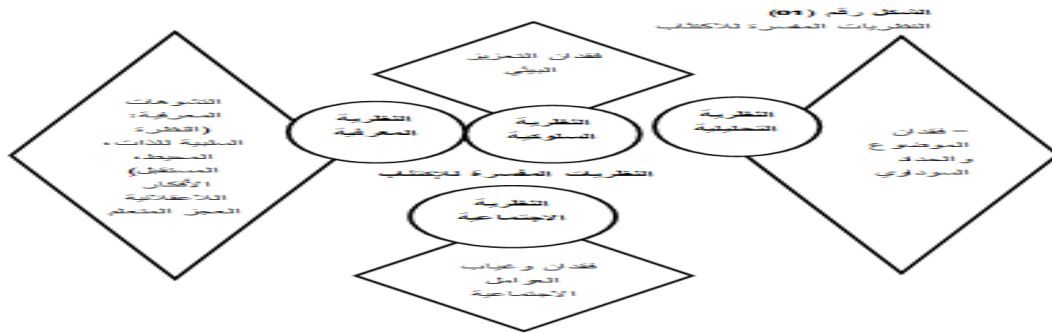 الشكل رقم (01)
النظريات المفسرة للاكتئاب
فقدان التعزيز
البيئي
النظرية
التحليلية
النظرية
السلوكية
النظرية
المعرفية
– فقدان
الموضوع
والحداد
السوداوي
التشوهات
المعرفية:
(النظرة
السلبية للذات،
المحيط،
المستقبل)
الأفكار
اللاعقلانية
العجز المتعلم
النظريات المفسرة للإكتئاب
النظرية
الاجتماعية
فقدان وغياب
العوامل
الاجتماعية